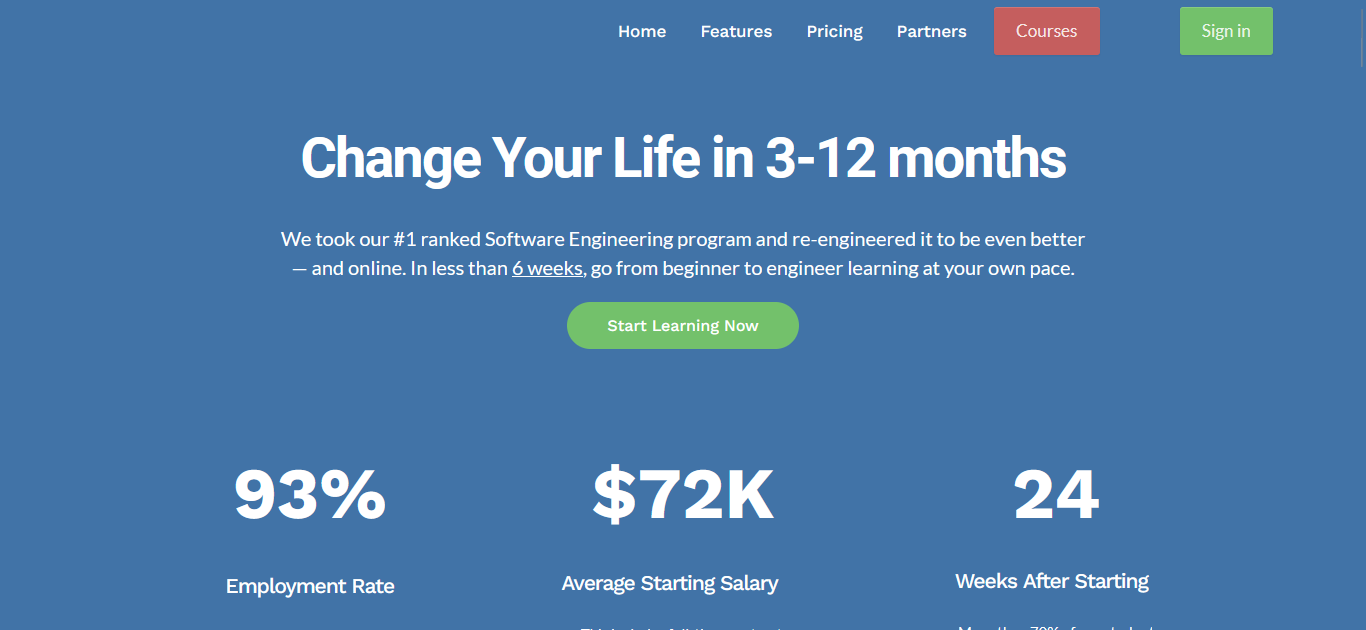 Home Features Pricing Partners Courses Sign in
Change Your Life in 3-12 months
We took our #1 ranked Software Engineering program and re-engineered it to be even better
— and online. In less than 6 weeks, go from beginner to engineer learning at your own pace.
Start Learning Now
93% $72K 24
Employment Rate Average Starting Salary Weeks After Starting